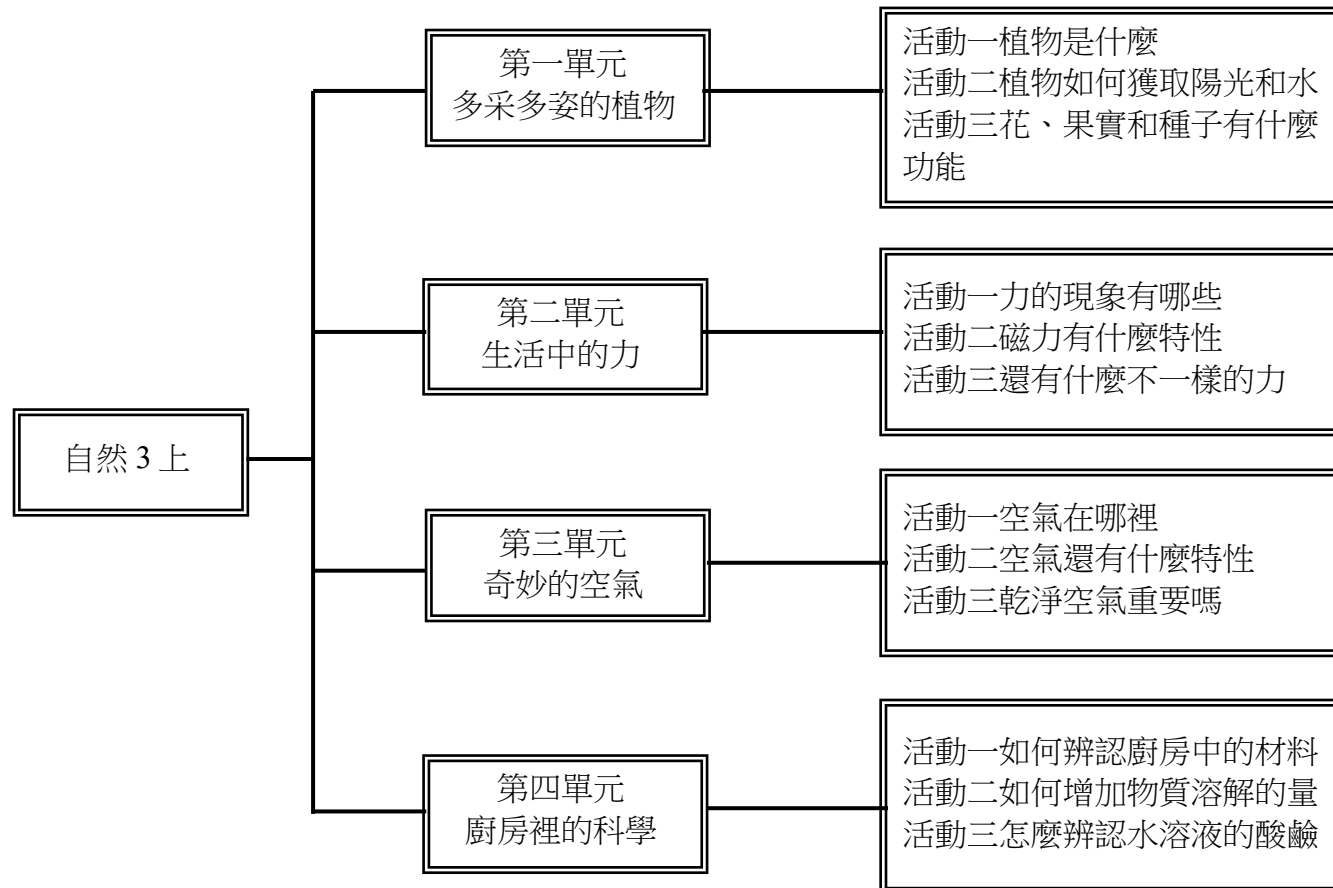 自然 3 上
第一單元
多采多姿的植物
活動一植物是什麼
活動二植物如何獲取陽光和水
活動三花、果實和種子有什麼
功能
第二單元
生活中的力
活動一力的現象有哪些
活動二磁力有什麼特性
活動三還有什麼不一樣的力
第三單元
奇妙的空氣
活動一空氣在哪裡
活動二空氣還有什麼特性
活動三乾淨空氣重要嗎
第四單元
廚房裡的科學
活動一如何辨認廚房中的材料
活動二如何增加物質溶解的量
活動三怎麼辨認水溶液的酸鹼